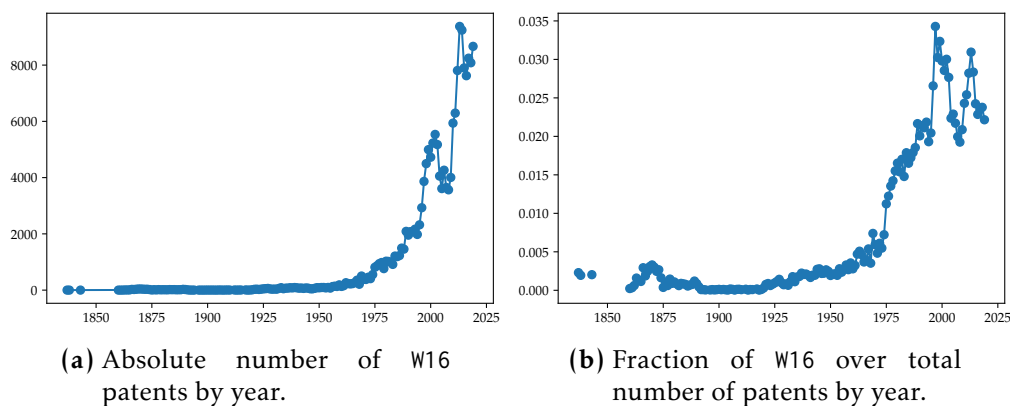 8000
6000
4000
2000
0
1850 1875 1900 1925 1950 1975 2000 2025
0.035
0.030
0.025
0.020
0.015
0.010
0.005
0.000
1850 1875 1900 1925 1950 1975 2000 2025
(a) Absolute number of W16
patents by year.
(b) Fraction of W16 over total
number of patents by year.